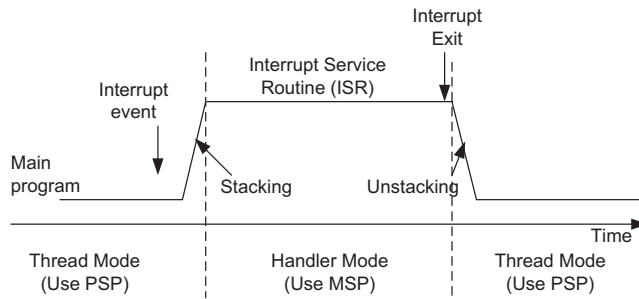 Interrupt
Exit
Interrupt Service
Routine (ISR)
Interrupt
event
Main
program
Stacking
Unstacking
Time
Thread Mode
(Use PSP)
Handler Mode
(Use MSP)
Thread Mode
(Use PSP)